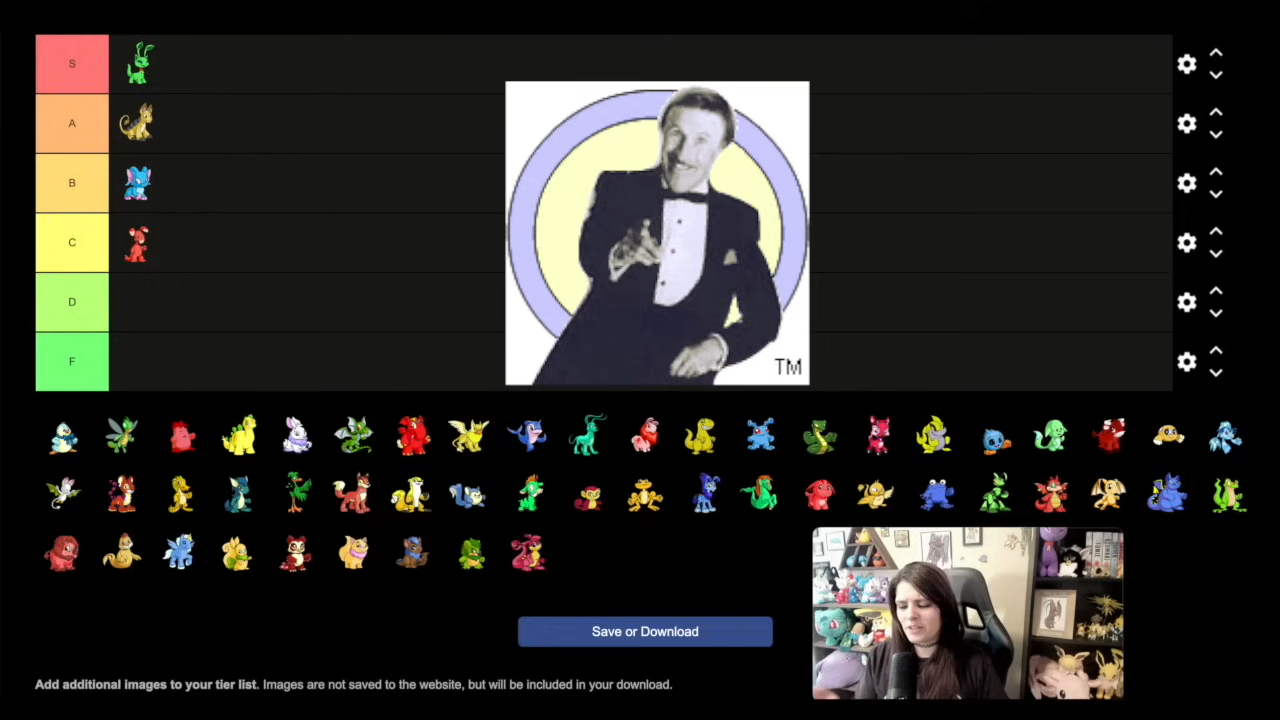 S
A
B
C
D
F
TM
Save or Download
Add additional images to your tier list. Images are not saved to the website, but will be included in your download.